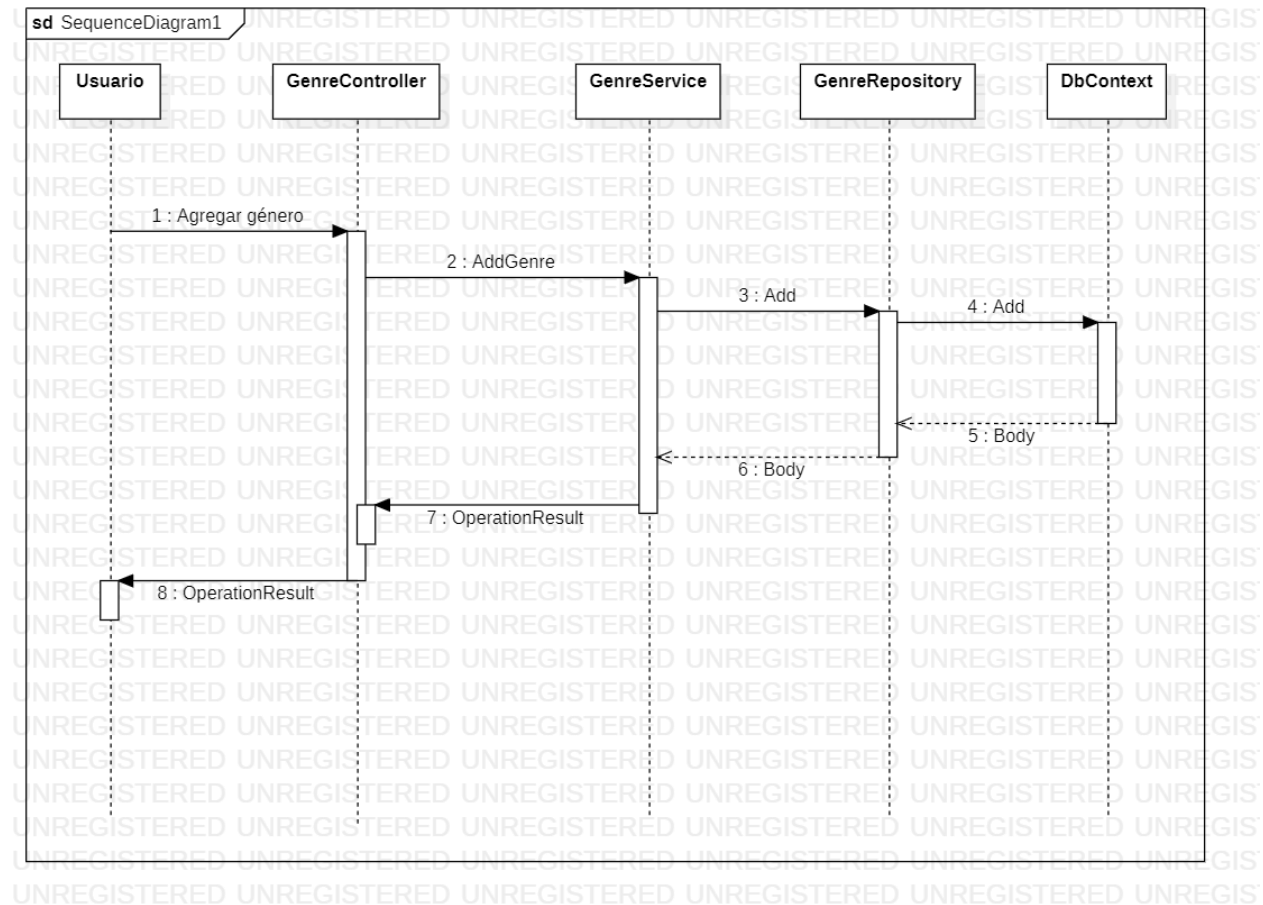 sd SequenceDiagram1
Usuario
GenreController
GenreService
GenreRepository
DbContext
1 : Agregar género
2 : AddGenre
3 : Add
4 : Add
5 : Body
6 : Body
7 : OperationResult
8 : OperationResult
UNREGISTERED